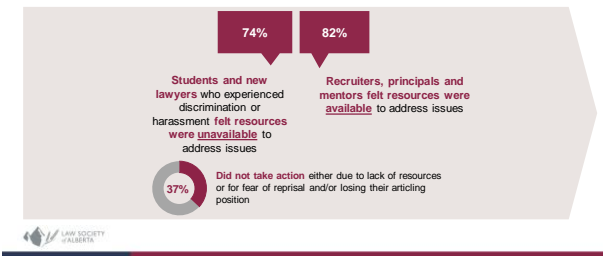 74%
82%
Students and new
lawyers who experienced
discrimination or
harassment felt resources
were unavailable to
address issues
Recruiters, principals and
mentors felt resources were
available to address issues
37%
Did not take action either due to lack of resources
or for fear of reprisal and/or losing their articling
position
LAW SOCIETY
of ALBERTA